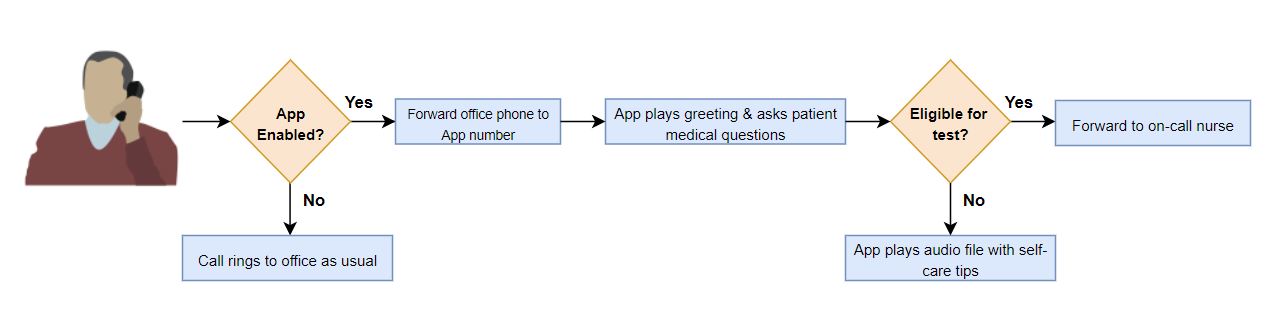 App
Enabled?
Yes
Forward office phone to
App number
App plays greeting & asks patient
medical questions
Eligible for
test?
Yes
Forward to on-call nurse
No
Call rings to office as usual
No
App plays audio file with self-
care tips